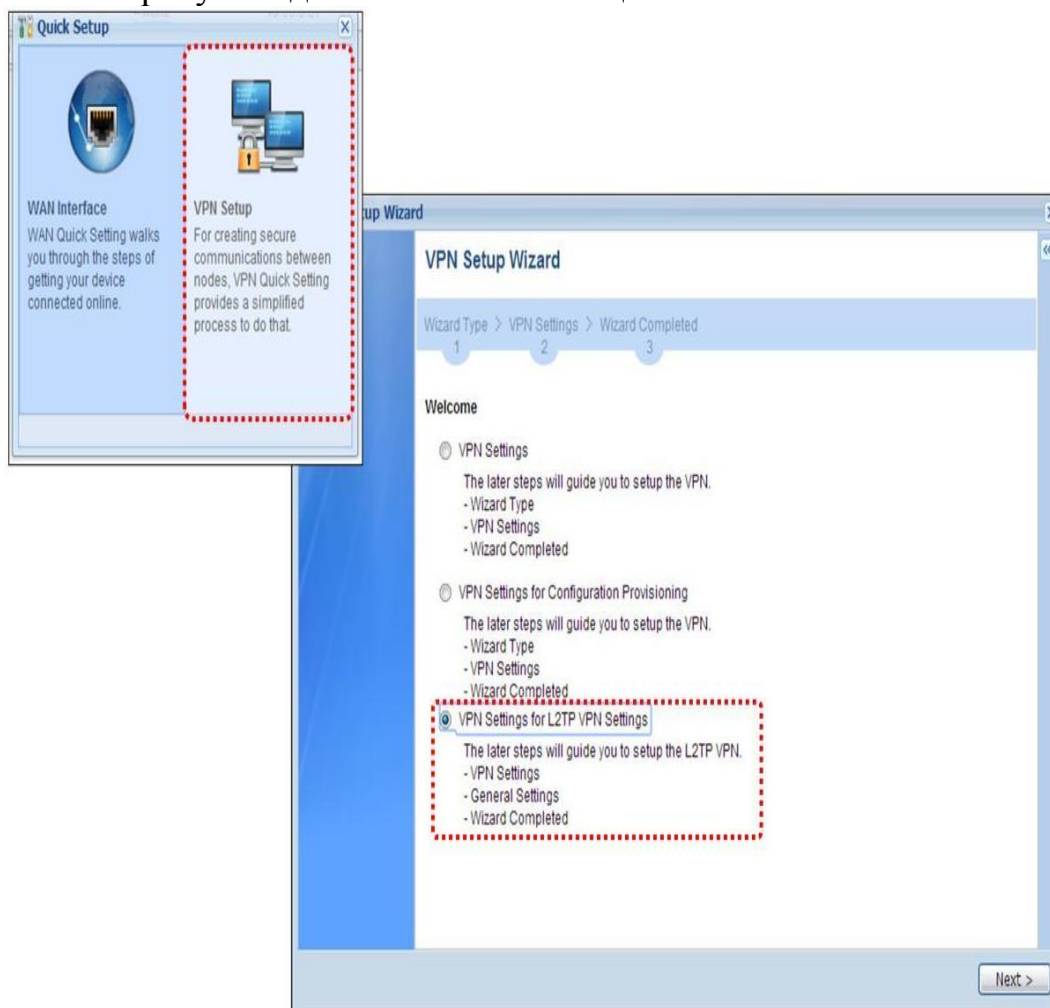 Quick Setup
WAN Interface
WAN Quick Setting walks
you through the steps of
getting your device
connected online.
VPN Setup
For creating secure
communications between
nodes, VPN Quick Setting
provides a simplified
process to do that.
tup Wizard
VPN Setup Wizard
Wizard Type > VPN Settings > Wizard Completed
1 2 3
Welcome
VPN Settings
The later steps will guide you to setup the VPN.
- Wizard Type
- VPN Settings
- Wizard Completed
VPN Settings for Configuration Provisioning
The later steps will guide you to setup the VPN.
- Wizard Type
- VPN Settings
- Wizard Completed
VPN Settings for L2TP VPN Settings
The later steps will guide you to setup the L2TP VPN.
- VPN Settings
- General Settings
- Wizard Completed
Next >